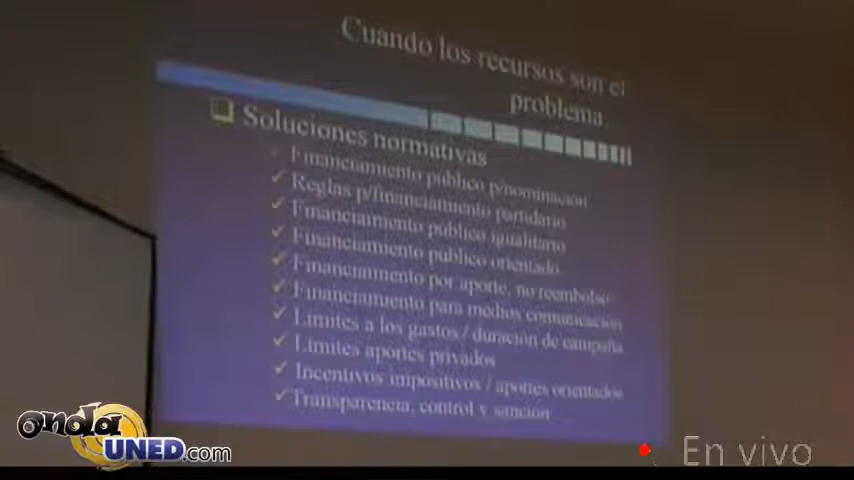 Cuando los recursos son el
problema
Soluciones normativas
Financiamiento público p/nominación
Reglas p/financiamiento partidario
Financiamiento público igualitario
Financiamiento público orientado
Financiamiento por aporte, no reembolso
Financiamiento para medios comunicación
Límites a los gastos / duración de campaña
Límites aportes privados
Incentivos impositivos / aportes orientados
Transparencia, control y sanción
onda
UNED.com
En vivo